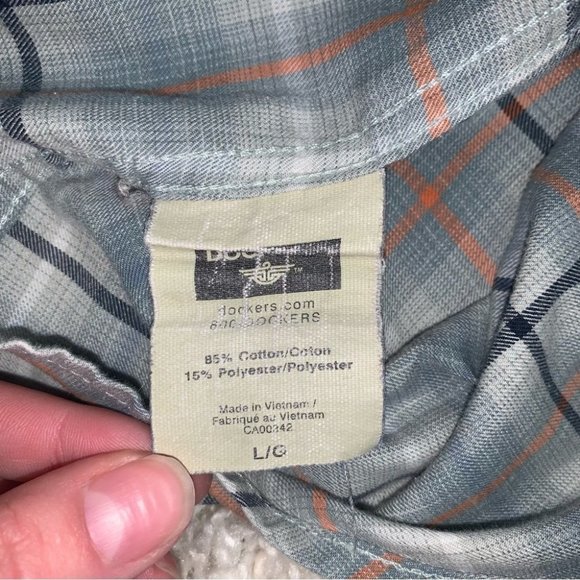 dockers.com
800/DOCKERS
85% Cotton/Coton
15% Polyester/Polyester
Made in Vietnam /
Fabriqué au Vietnam
CA00342
L/G